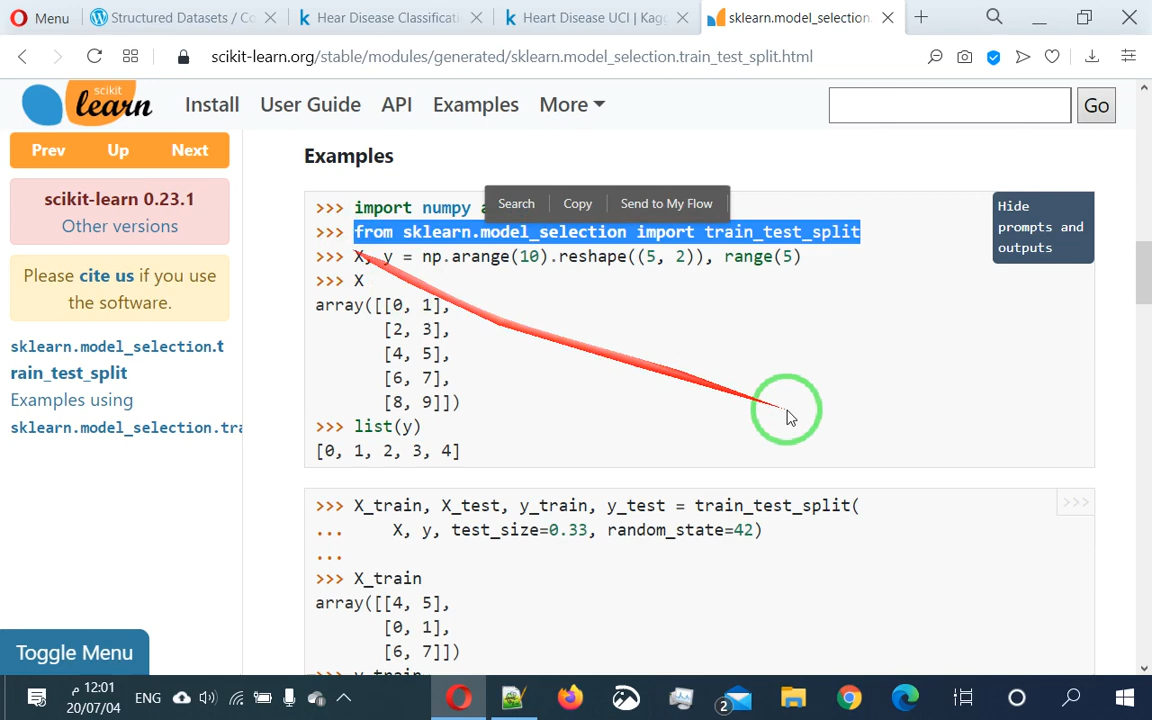 Menu
Structured Datasets / Co
Hear Disease Classificati
Heart Disease UCI | Kagg
sklearn.model_selection.
scikit-learn.org/stable/modules/generated/sklearn.model_selection.train_test_split.html
scikit
learn
Install
User Guide
API
Examples
More
Go
Prev
Up
Next
scikit-learn 0.23.1
Other versions
Please cite us if you use
the software.
sklearn.model_selection.t
rain_test_split
Examples using
sklearn.model_selection.tra
Examples
Search
Copy
Send to My Flow
Hide
prompts and
outputs
>>> import numpy a
>>> from sklearn.model_selection import train_test_split
>>> X, y = np.arange(10).reshape((5, 2)), range(5)
>>> X
array([[0, 1],
[2, 3],
[4, 5],
[6, 7],
[8, 9]])
>>> list(y)
[0, 1, 2, 3, 4]
>>>
>>> X_train, X_test, y_train, y_test = train_test_split(
... X, y, test_size=0.33, random_state=42)
...
>>> X_train
array([[4, 5],
[0, 1],
[6, 7]])
>>> y_train
Toggle Menu
12:01 م
20/07/04
ENG
2